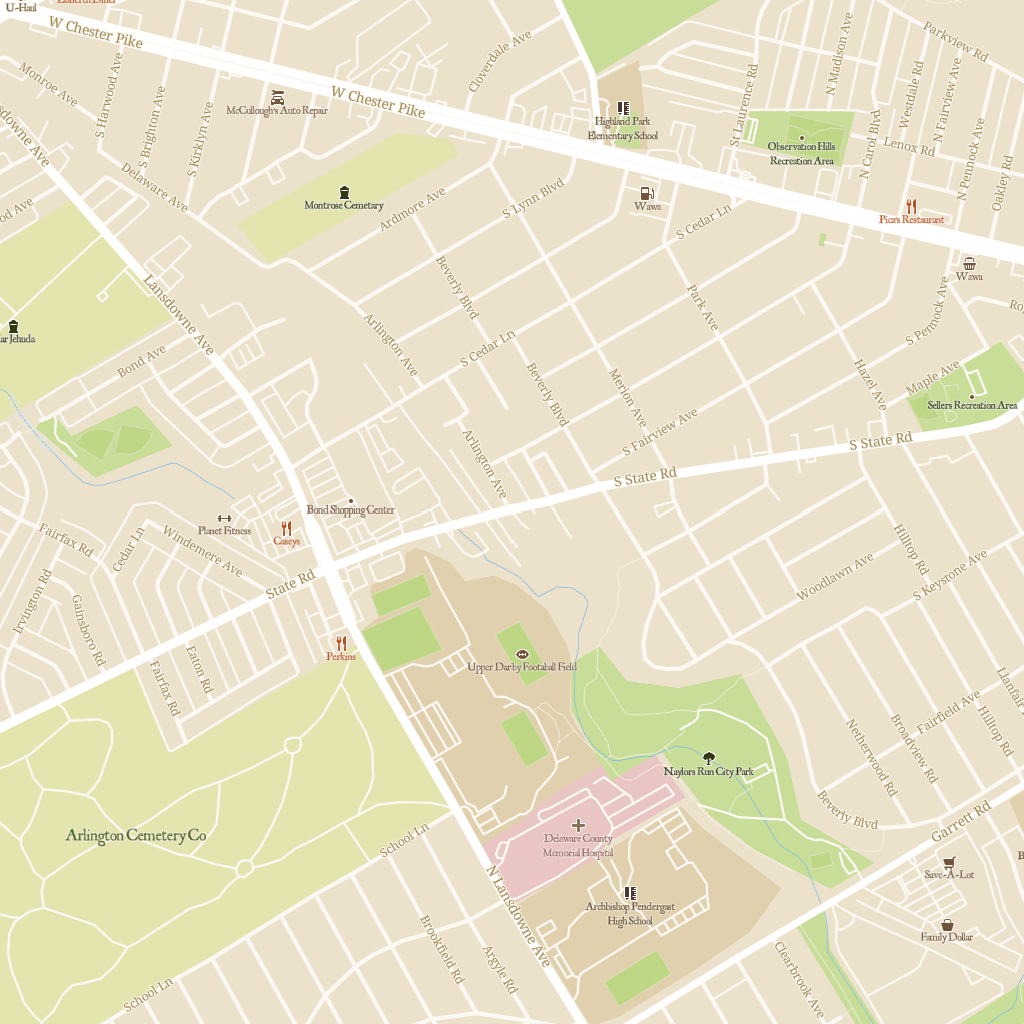 U-Haul
W Chester Pike
Cloverdale Ave
Parkview Rd
N Madison Ave
Monroe Ave
S Harwood Ave
S Brighton Ave
S Kirklyn Ave
McCullough's Auto Repair
W Chester Pike
Highland Park
Elementary School
S Laurence Rd
Westdale Rd
N Fairview Ave
N Carol Blvd
Lenox Rd
Observation Hills
Recreation Area
N Pennock Ave
Oakley Rd
Delaware Ave
Montrose Cemetary
Ardmore Ave
S Lynn Blvd
Wawa
S Cedar Ln
Pica's Restaurant
Wawa
Lansdowne Ave
Beverly Blvd
Park Ave
S Pennock Ave
Bond Ave
Arlington Ave
S Cedar Ln
Beverly Blvd
Merion Ave
Hazel Ave
Maple Ave
Sellers Recreation Area
S Fairview Ave
S State Rd
S State Rd
Arlington Ave
Bond Shopping Center
Planet Fitness
Caseys
Fairfax Rd
Cedar Ln
Windemere Ave
State Rd
Irvington Rd
Gainsboro Rd
Hilltop Rd
Woodlawn Ave
S Keystone Ave
Perkins
Fairfax Rd
Eaton Rd
Upper Darby Footaball Field
Naylors Run City Park
Netherwood Rd
Broadview Rd
Fairfield Ave
Hilltop Rd
Beverly Blvd
Garrett Rd
Arlington Cemetery Co
School Ln
Delaware County
Memorial Hospital
N Lansdowne Ave
Archbishop Pendergast
High School
Save-A-Lot
Family Dollar
Brookfield Rd
Argyle Rd
School Ln
Clearbrook Ave